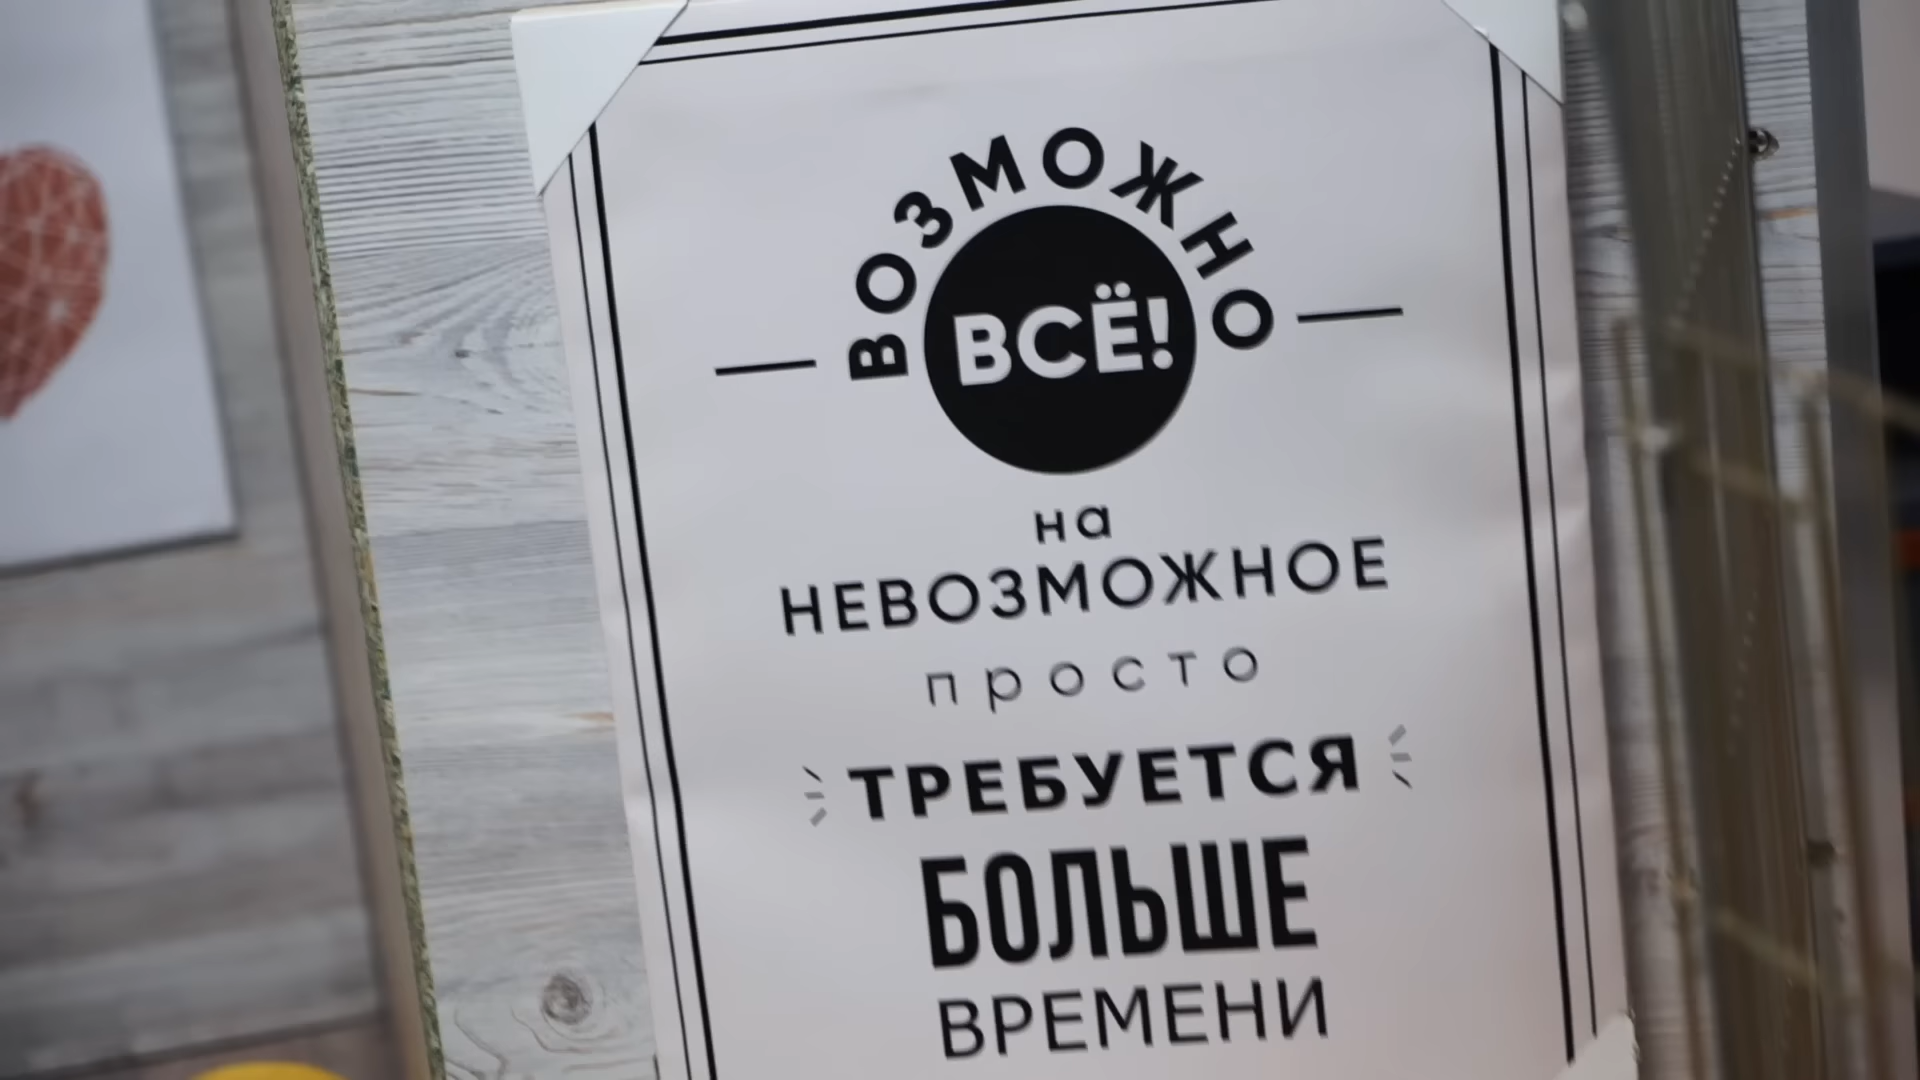 ВОЗМОЖНО
ВСЁ!
на
НЕВОЗМОЖНОЕ
просто
ТРЕБУЕТСЯ
БОЛЬШЕ
ВРЕМЕНИ